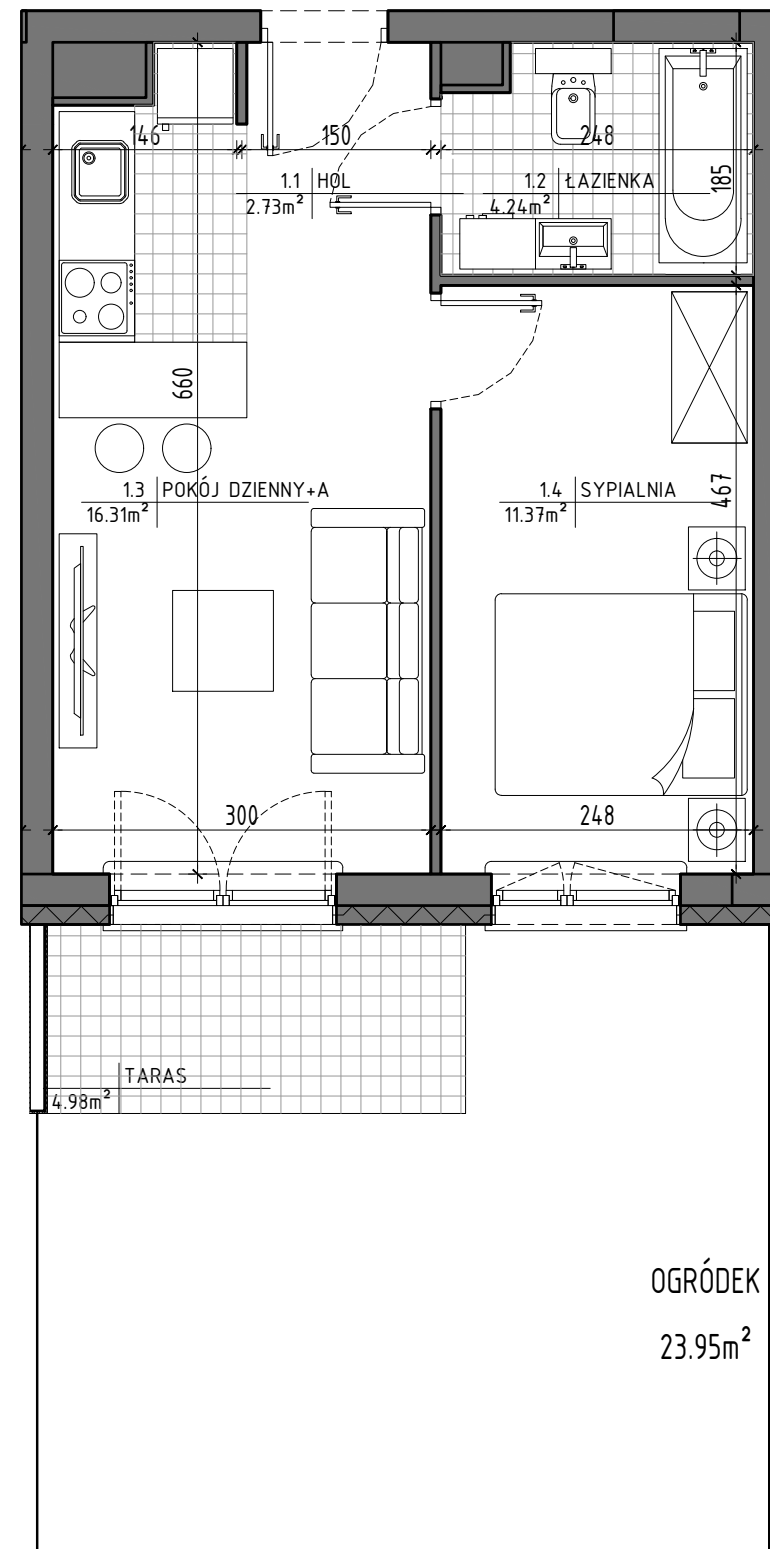 146
150
248
1.1 HOL
2.73m²
1.2 ŁAZIENKA
4.24m²
185
660
1.3 POKÓJ DZIENNY+A
16.31m²
1.4 SYPIALNIA
11.37m²
467
300
248
TARAS
4.98m²
OGRÓDEK
23.95m²